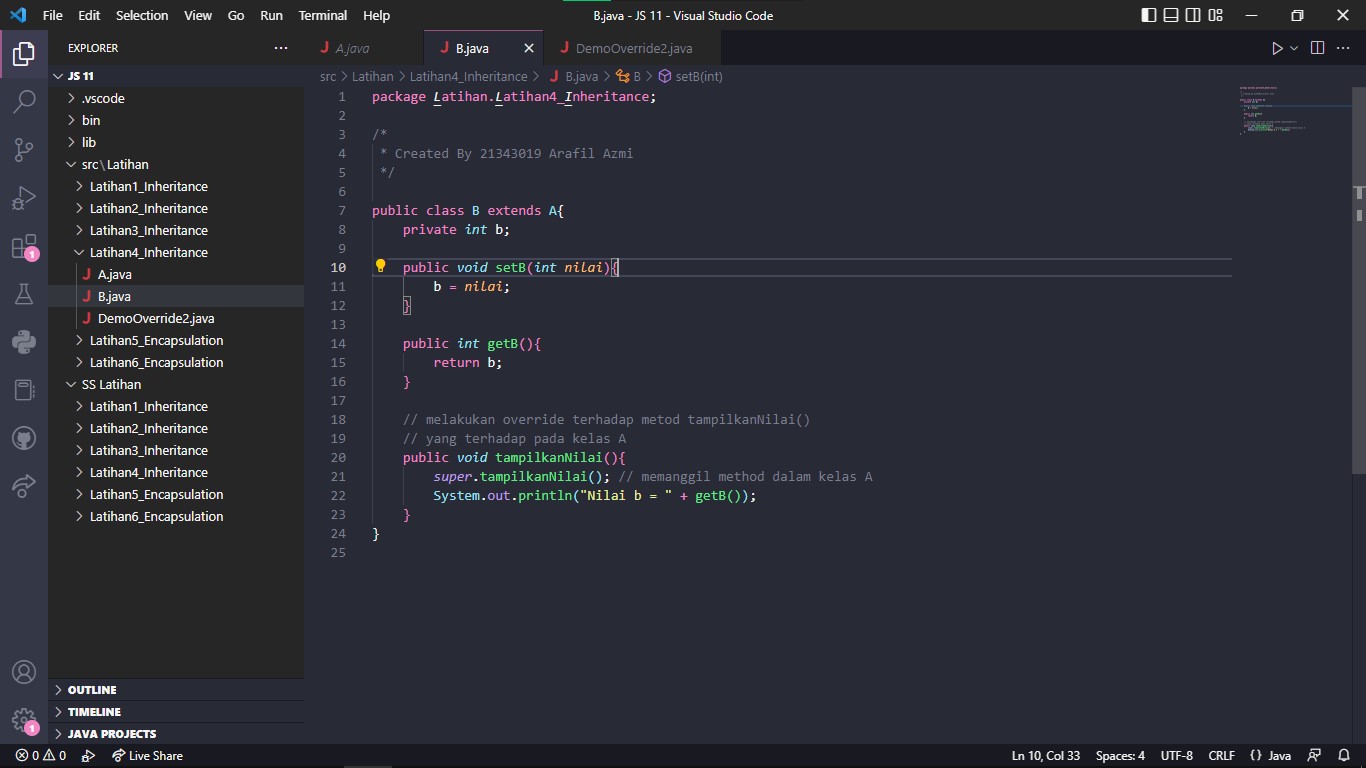 File Edit Selection View Go Run Terminal Help
B.java - JS 11 - Visual Studio Code
EXPLORER
JS 11
.vscode
bin
lib
src\Latihan
Latihan1_Inheritance
Latihan2_Inheritance
Latihan3_Inheritance
Latihan4_Inheritance
A.java
B.java
DemoOverride2.java
Latihan5_Encapsulation
Latihan6_Encapsulation
SS Latihan
Latihan1_Inheritance
Latihan2_Inheritance
Latihan3_Inheritance
Latihan4_Inheritance
Latihan5_Encapsulation
Latihan6_Encapsulation
OUTLINE
TIMELINE
JAVA PROJECTS
1
1
A.java B.java DemoOverride2.java
src > Latihan > Latihan4_Inheritance > B.java > B > setB(int)
1 package Latihan.Latihan4_Inheritance;
2
3 /*
4 * Created By 21343019 Arafil Azmi
5 */
6
7 public class B extends A{
8 private int b;
9
10 public void setB(int nilai){
11 b = nilai;
12 }
13
14 public int getB(){
15 return b;
16 }
17
18 // melakukan override terhadap metod tampilkanNilai()
19 // yang terhadap pada kelas A
20 public void tampilkanNilai(){
21 super.tampilkanNilai(); // memanggil method dalam kelas A
22 System.out.println("Nilai b = " + getB());
23 }
24 }
25
0 0 Live Share
Ln 10, Col 33 Spaces: 4 UTF-8 CRLF {} Java